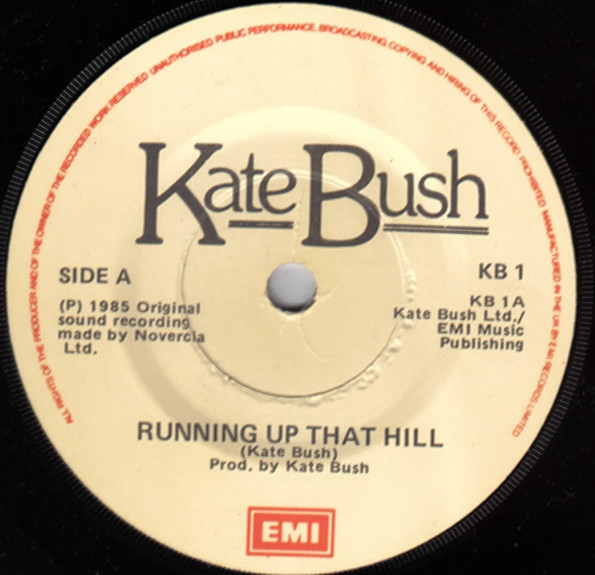 ALL RIGHTS OF THE PRODUCER AND OF THE OWNER OF THE RECORDED WORK RESERVED UNAUTHORISED PUBLIC PERFORMANCE, BROADCASTING, COPYING AND HIRING OF THIS RECORD PROHIBITED MANUFACTURED IN THE UK BY EMI RECORDS LIMITED
Kate Bush
SIDE A
KB 1
(P) 1985 Original
sound recording
made by Novercia
Ltd.
KB 1A
Kate Bush Ltd./
EMI Music
Publishing
RUNNING UP THAT HILL
(Kate Bush)
Prod. by Kate Bush
EMI